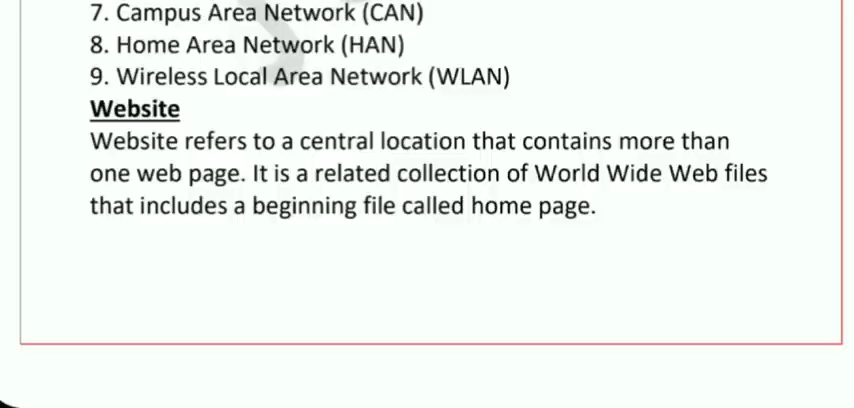 7. Campus Area Network (CAN)
8. Home Area Network (HAN)
9. Wireless Local Area Network (WLAN)
Website
Website refers to a central location that contains more than
one web page. It is a related collection of World Wide Web files
that includes a beginning file called home page.